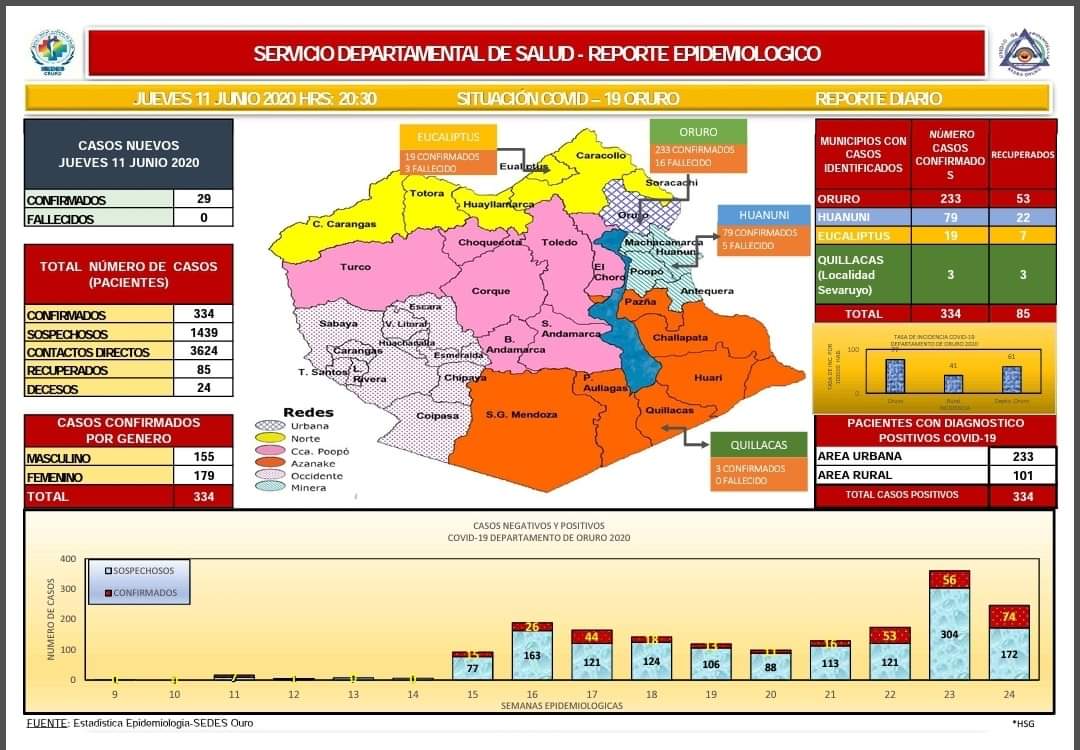 SERVICIO DEPARTAMENTAL DE SALUD - REPORTE EPIDEMIOLOGICO
JUEVES 11 JUNIO 2020 HRS: 20:30 SITUACIÓN COVID – 19 ORURO REPORTE DIARIO
CASOS NUEVOS
JUEVES 11 JUNIO 2020
CONFIRMADOS 29
FALLECIDOS 0
TOTAL NÚMERO DE CASOS
(PACIENTES)
CONFIRMADOS 334
SOSPECHOSOS 1439
CONTACTOS DIRECTOS 3624
RECUPERADOS 85
DECESOS 24
CASOS CONFIRMADOS
POR GENERO
MASCULINO 155
FEMENINO 179
TOTAL 334
EUCALIPTUS
19 CONFIRMADOS
3 FALLECIDO
ORURO
233 CONFIRMADOS
16 FALLECIDO
HUANUNI
79 CONFIRMADOS
5 FALLECIDO
QUILLACAS
3 CONFIRMADOS
0 FALLECIDO
Caracollo
Soracachi
Totora
Huayllamarca
C. Carangas
Choquecota
Toledo
Machacamarca
Huanuni
Turco
El
Choro
Poopó
Corque
Antequera
Pazña
Escara
Sabaya
V. Litoral
S.
Andamarca
Challapata
Huachacalla
B.
Andamarca
Carangas
Esmeralda
T. Santos
L.
Rivera
Chipaya
P.
Aullagas
Huari
Coipasa
S.G. Mendoza
Quillacas
Redes
Urbana
Norte
Cca. Poopó
Azanake
Occidente
Minera
MUNICIPIOS CON
CASOS
IDENTIFICADOS
NÚMERO
CASOS
CONFIRMADO
S
RECUPERADOS
ORURO 233 53
HUANUNI 79 22
EUCALIPTUS 19 7
QUILLACAS
(Localidad
Sevaruyo) 3 3
TOTAL 334 85
TASA DE INCIDENCIA COVID-19
DEPARTAMENTO DE ORURO 2020
100
0
41
61
Oruro Rural Depto. Oruro
INCIDENCIA
PACIENTES CON DIAGNOSTICO
POSITIVOS COVID-19
AREA URBANA 233
AREA RURAL 101
TOTAL CASOS POSITIVOS 334
CASOS NEGATIVOS Y POSITIVOS
COVID-19 DEPARTAMENTO DE ORURO 2020
NUMERO DE CASOS
400
300
200
100
0
SOSPECHOSOS
CONFIRMADOS
26 44 18 16 53 56 74
77 163 121 124 106 88 113 121 304 172
9 10 11 12 13 14 15 16 17 18 19 20 21 22 23 24
SEMANAS EPIDEMIOLOGICAS
FUENTE: Estadística Epidemiologia-SEDES Ouro
*HSG